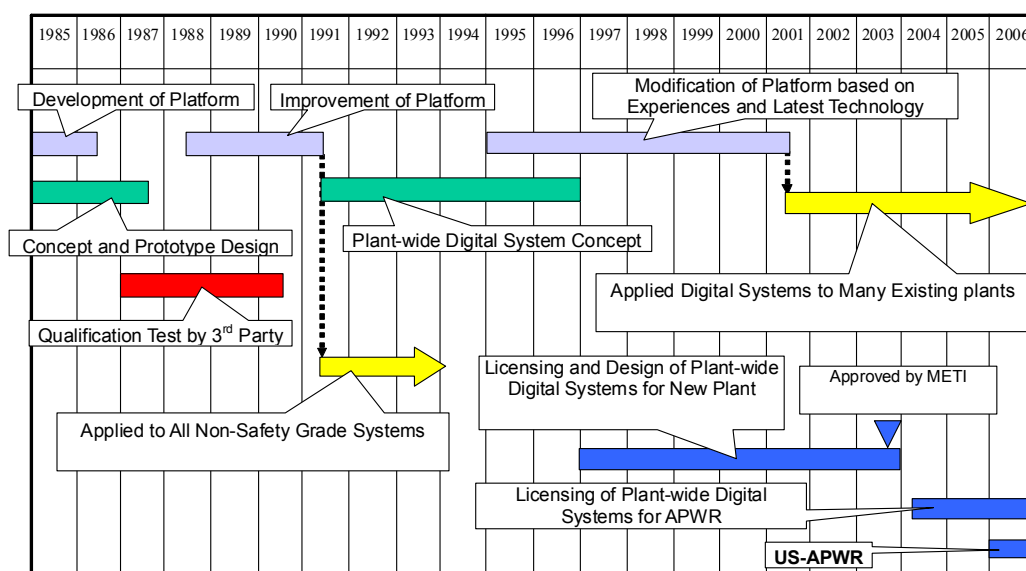 1985 1986 1987 1988 1989 1990 1991 1992 1993 1994 1995 1996 1997 1998 1999 2000 2001 2002 2003 2004 2005 2006
Development of Platform
Improvement of Platform
Modification of Platform based on
Experiences and Latest Technology
Concept and Prototype Design
Plant-wide Digital System Concept
Applied Digital Systems to Many Existing plants
Qualification Test by 3rd Party
Applied to All Non-Safety Grade Systems
Licensing and Design of Plant-wide
Digital Systems for New Plant
Approved by METI
Licensing of Plant-wide Digital
Systems for APWR
US-APWR